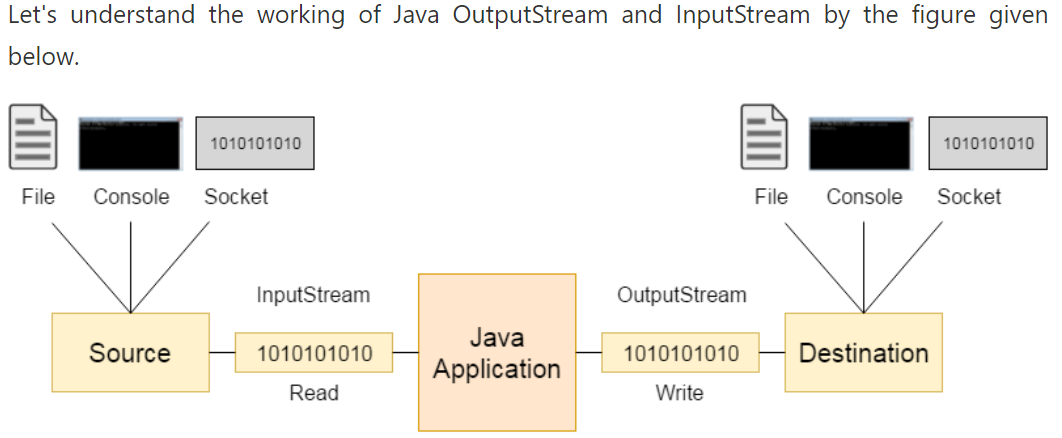 Let's understand the working of Java OutputStream and InputStream by the figure given
below.
1010101010
1010101010
File Console Socket
File Console Socket
InputStream
OutputStream
Source
1010101010
Java
Application
1010101010
Destination
Read
Write